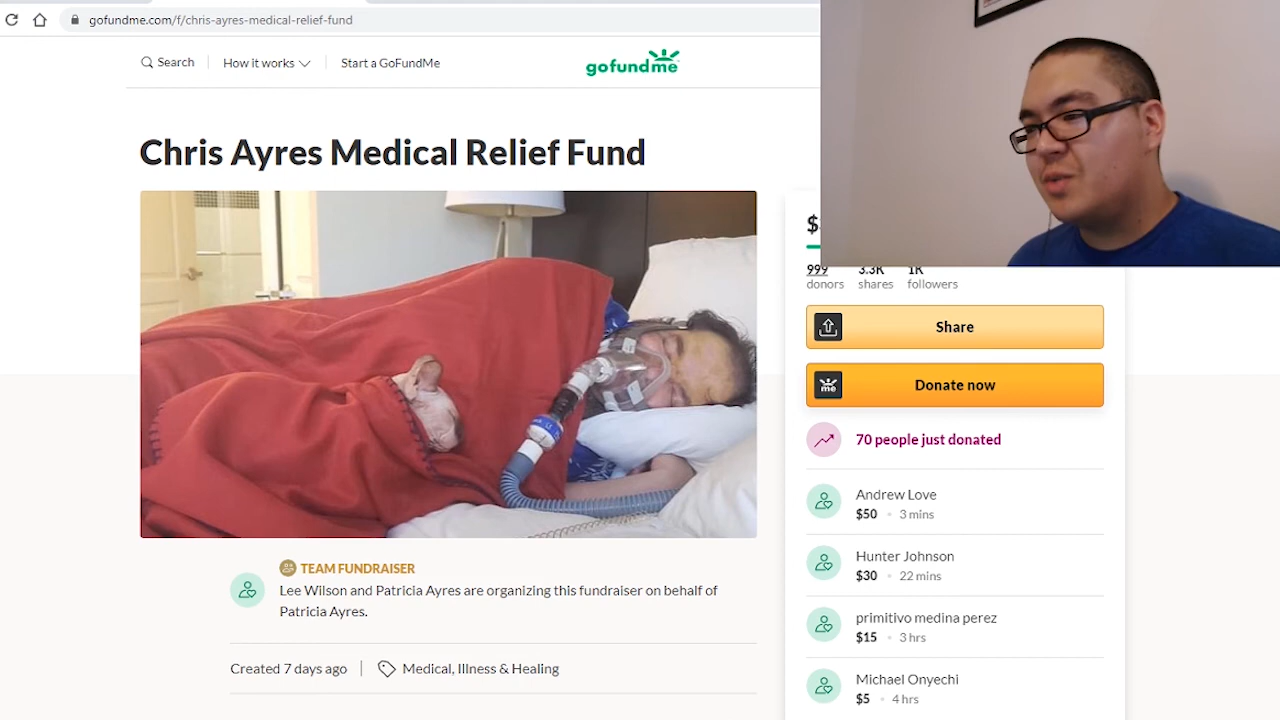 gofundme.com/f/chris-ayres-medical-relief-fund
Search
How it works
Start a GoFundMe
gofundme
Chris Ayres Medical Relief Fund
$
999 3.3K 1K
donors shares followers
Share
me Donate now
70 people just donated
Andrew Love
$50 • 3 mins
Hunter Johnson
$30 • 22 mins
primitivo medina perez
$15 • 3 hrs
Michael Onyechi
$5 • 4 hrs
TEAM FUNDRAISER
Lee Wilson and Patricia Ayres are organizing this fundraiser on behalf of
Patricia Ayres.
Created 7 days ago | Medical, Illness & Healing